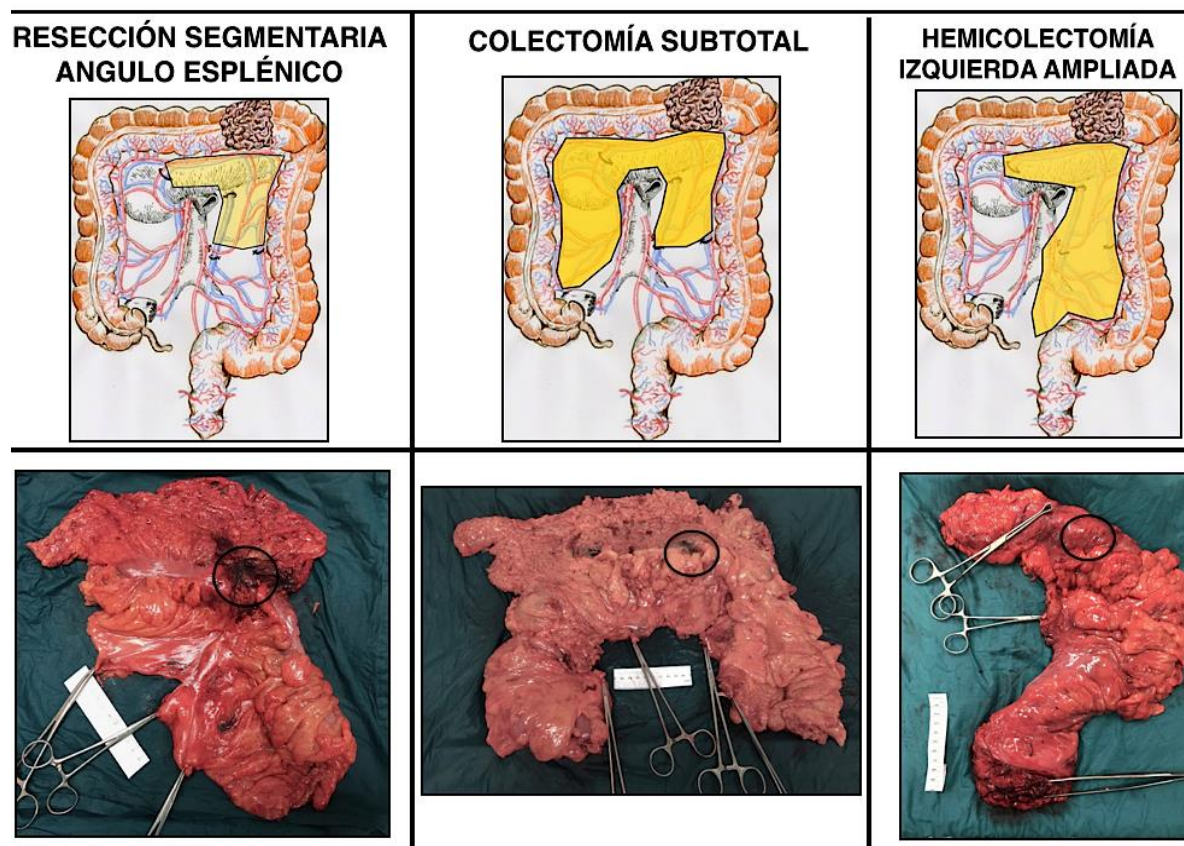 RESECCIÓN SEGMENTARIA
ANGULO ESPLÉNICO
COLECTOMÍA SUBTOTAL
HEMICOLECTOMÍA
IZQUIERDA AMPLIADA